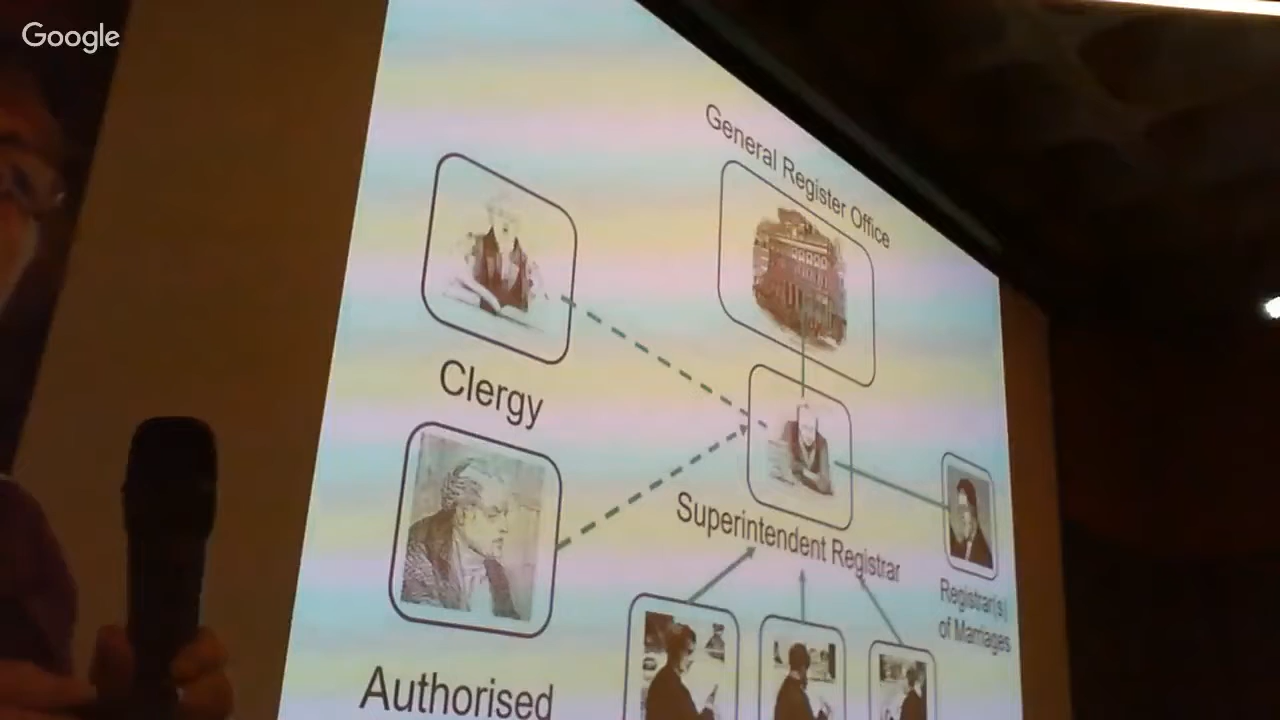 Google
General Register Office
Clergy
Superintendent Registrar
Registrar(s)
of Marriages
Authorised